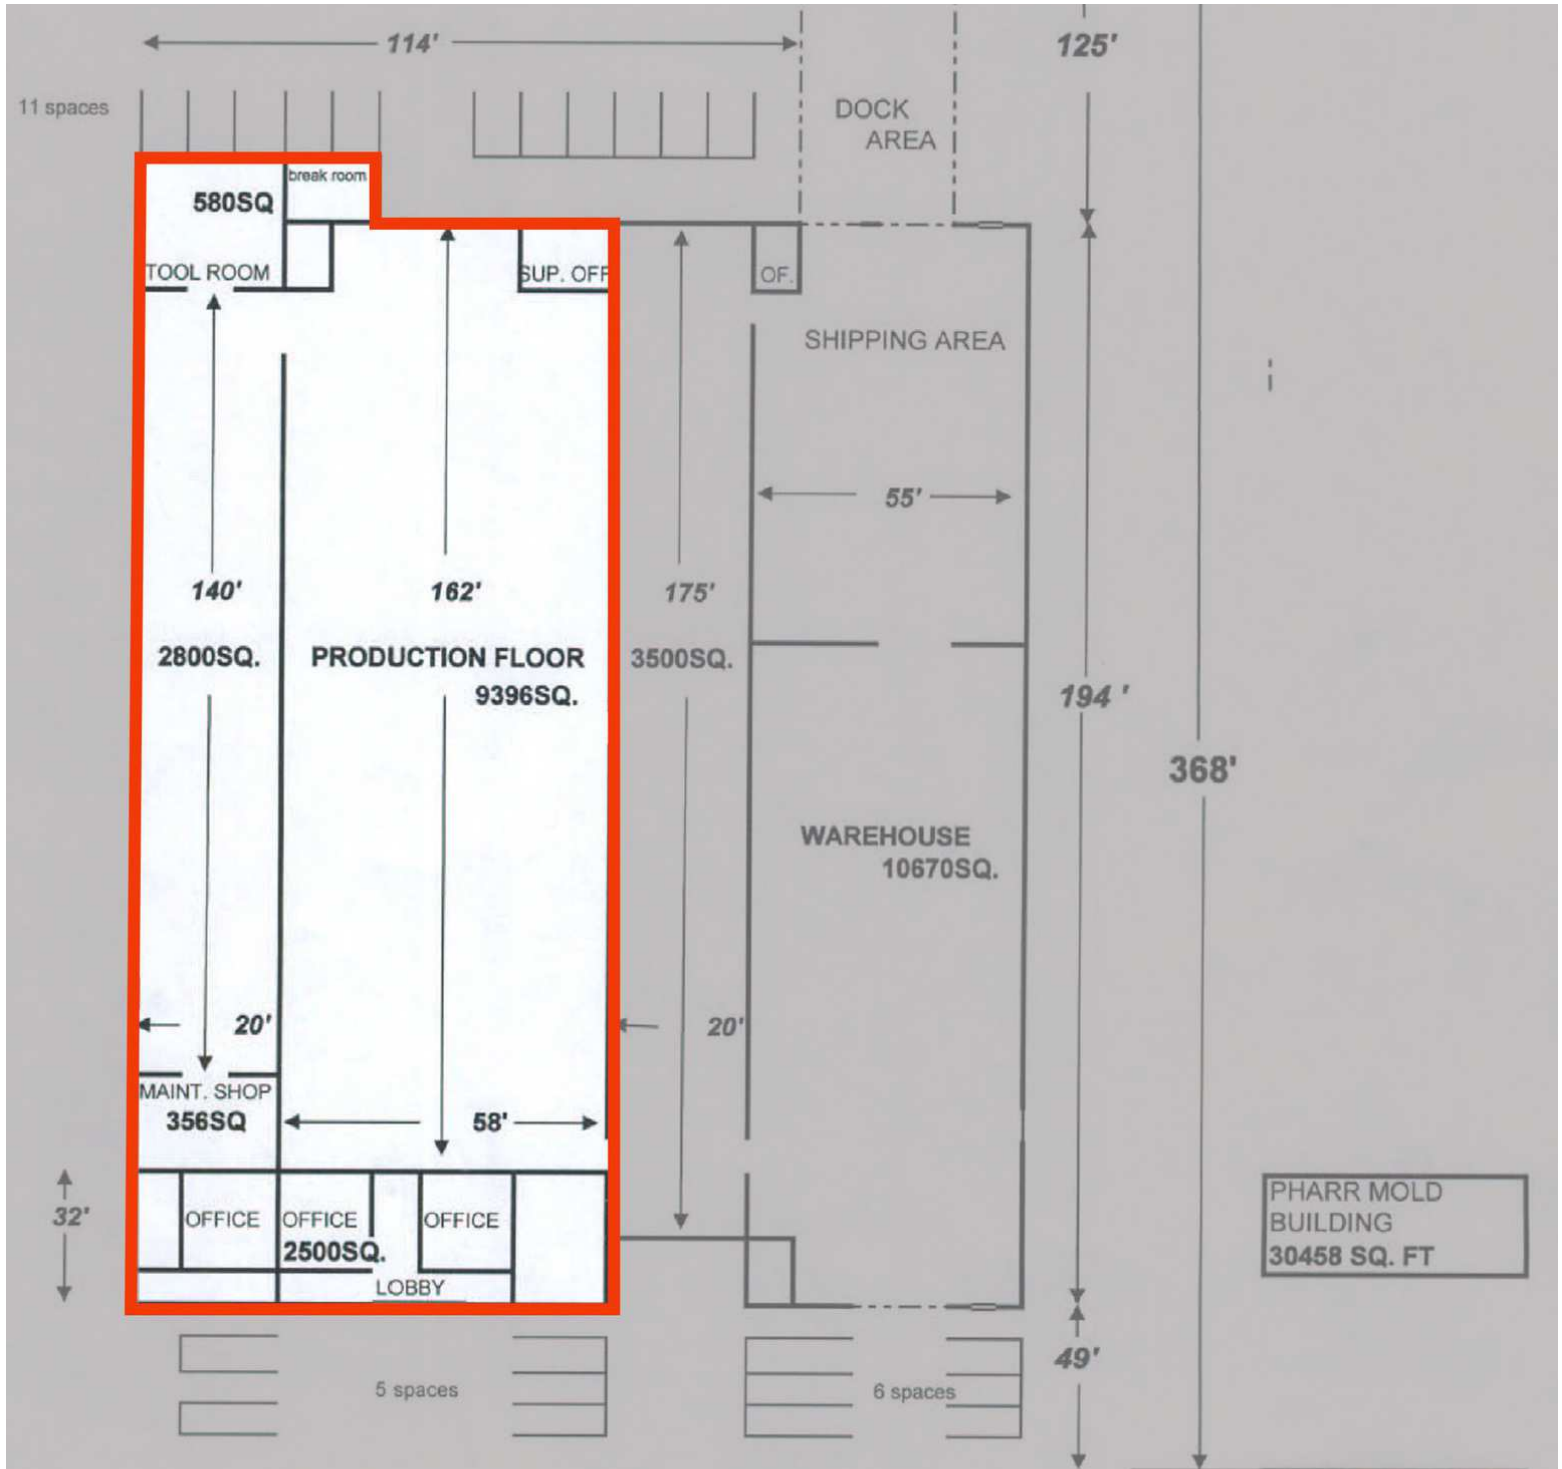 114'
125'
11 spaces
DOCK
AREA
break room
580SQ
TOOL ROOM
SUP. OFF
OF.
SHIPPING AREA
55'
140'
162'
175'
2800SQ.
PRODUCTION FLOOR
9396SQ.
3500SQ.
194 '
368'
WAREHOUSE
10670SQ.
20'
20'
MAINT. SHOP
356SQ
58'
32'
OFFICE
OFFICE
OFFICE
2500SQ.
LOBBY
PHARR MOLD
BUILDING
30458 SQ. FT
49'
5 spaces
6 spaces